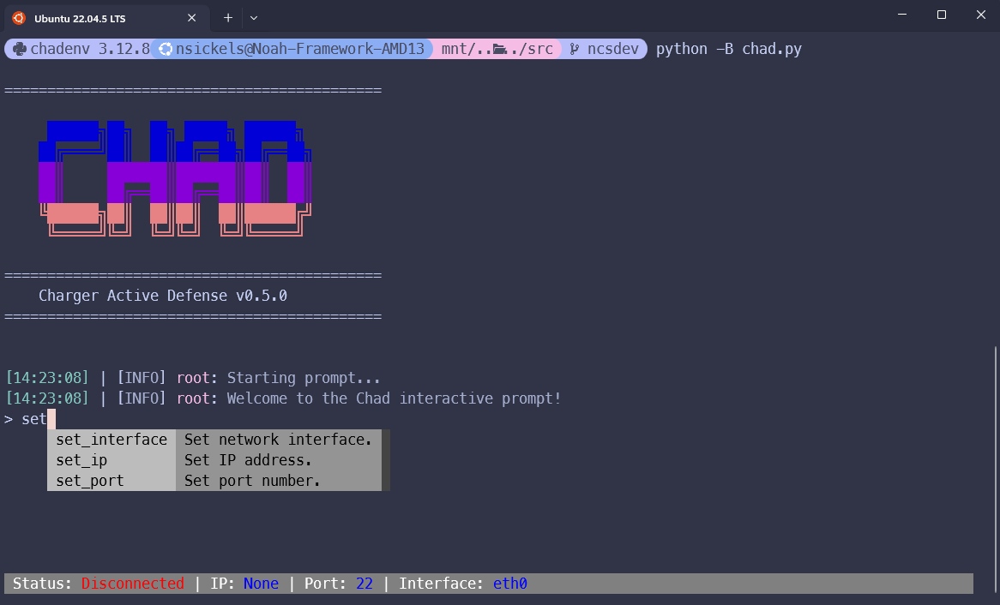 Ubuntu 22.04.5 LTS
chadenv 3.12.8 nsickels@Noah-Framework-AMD13 mnt/../src ncsdev python -B chad.py
============================================
CHAD
============================================
Charger Active Defense v0.5.0
============================================
[14:23:08] | [INFO] root: Starting prompt...
[14:23:08] | [INFO] root: Welcome to the Chad interactive prompt!
> set
set_interface Set network interface.
set_ip Set IP address.
set_port Set port number.
Status: Disconnected | IP: None | Port: 22 | Interface: eth0